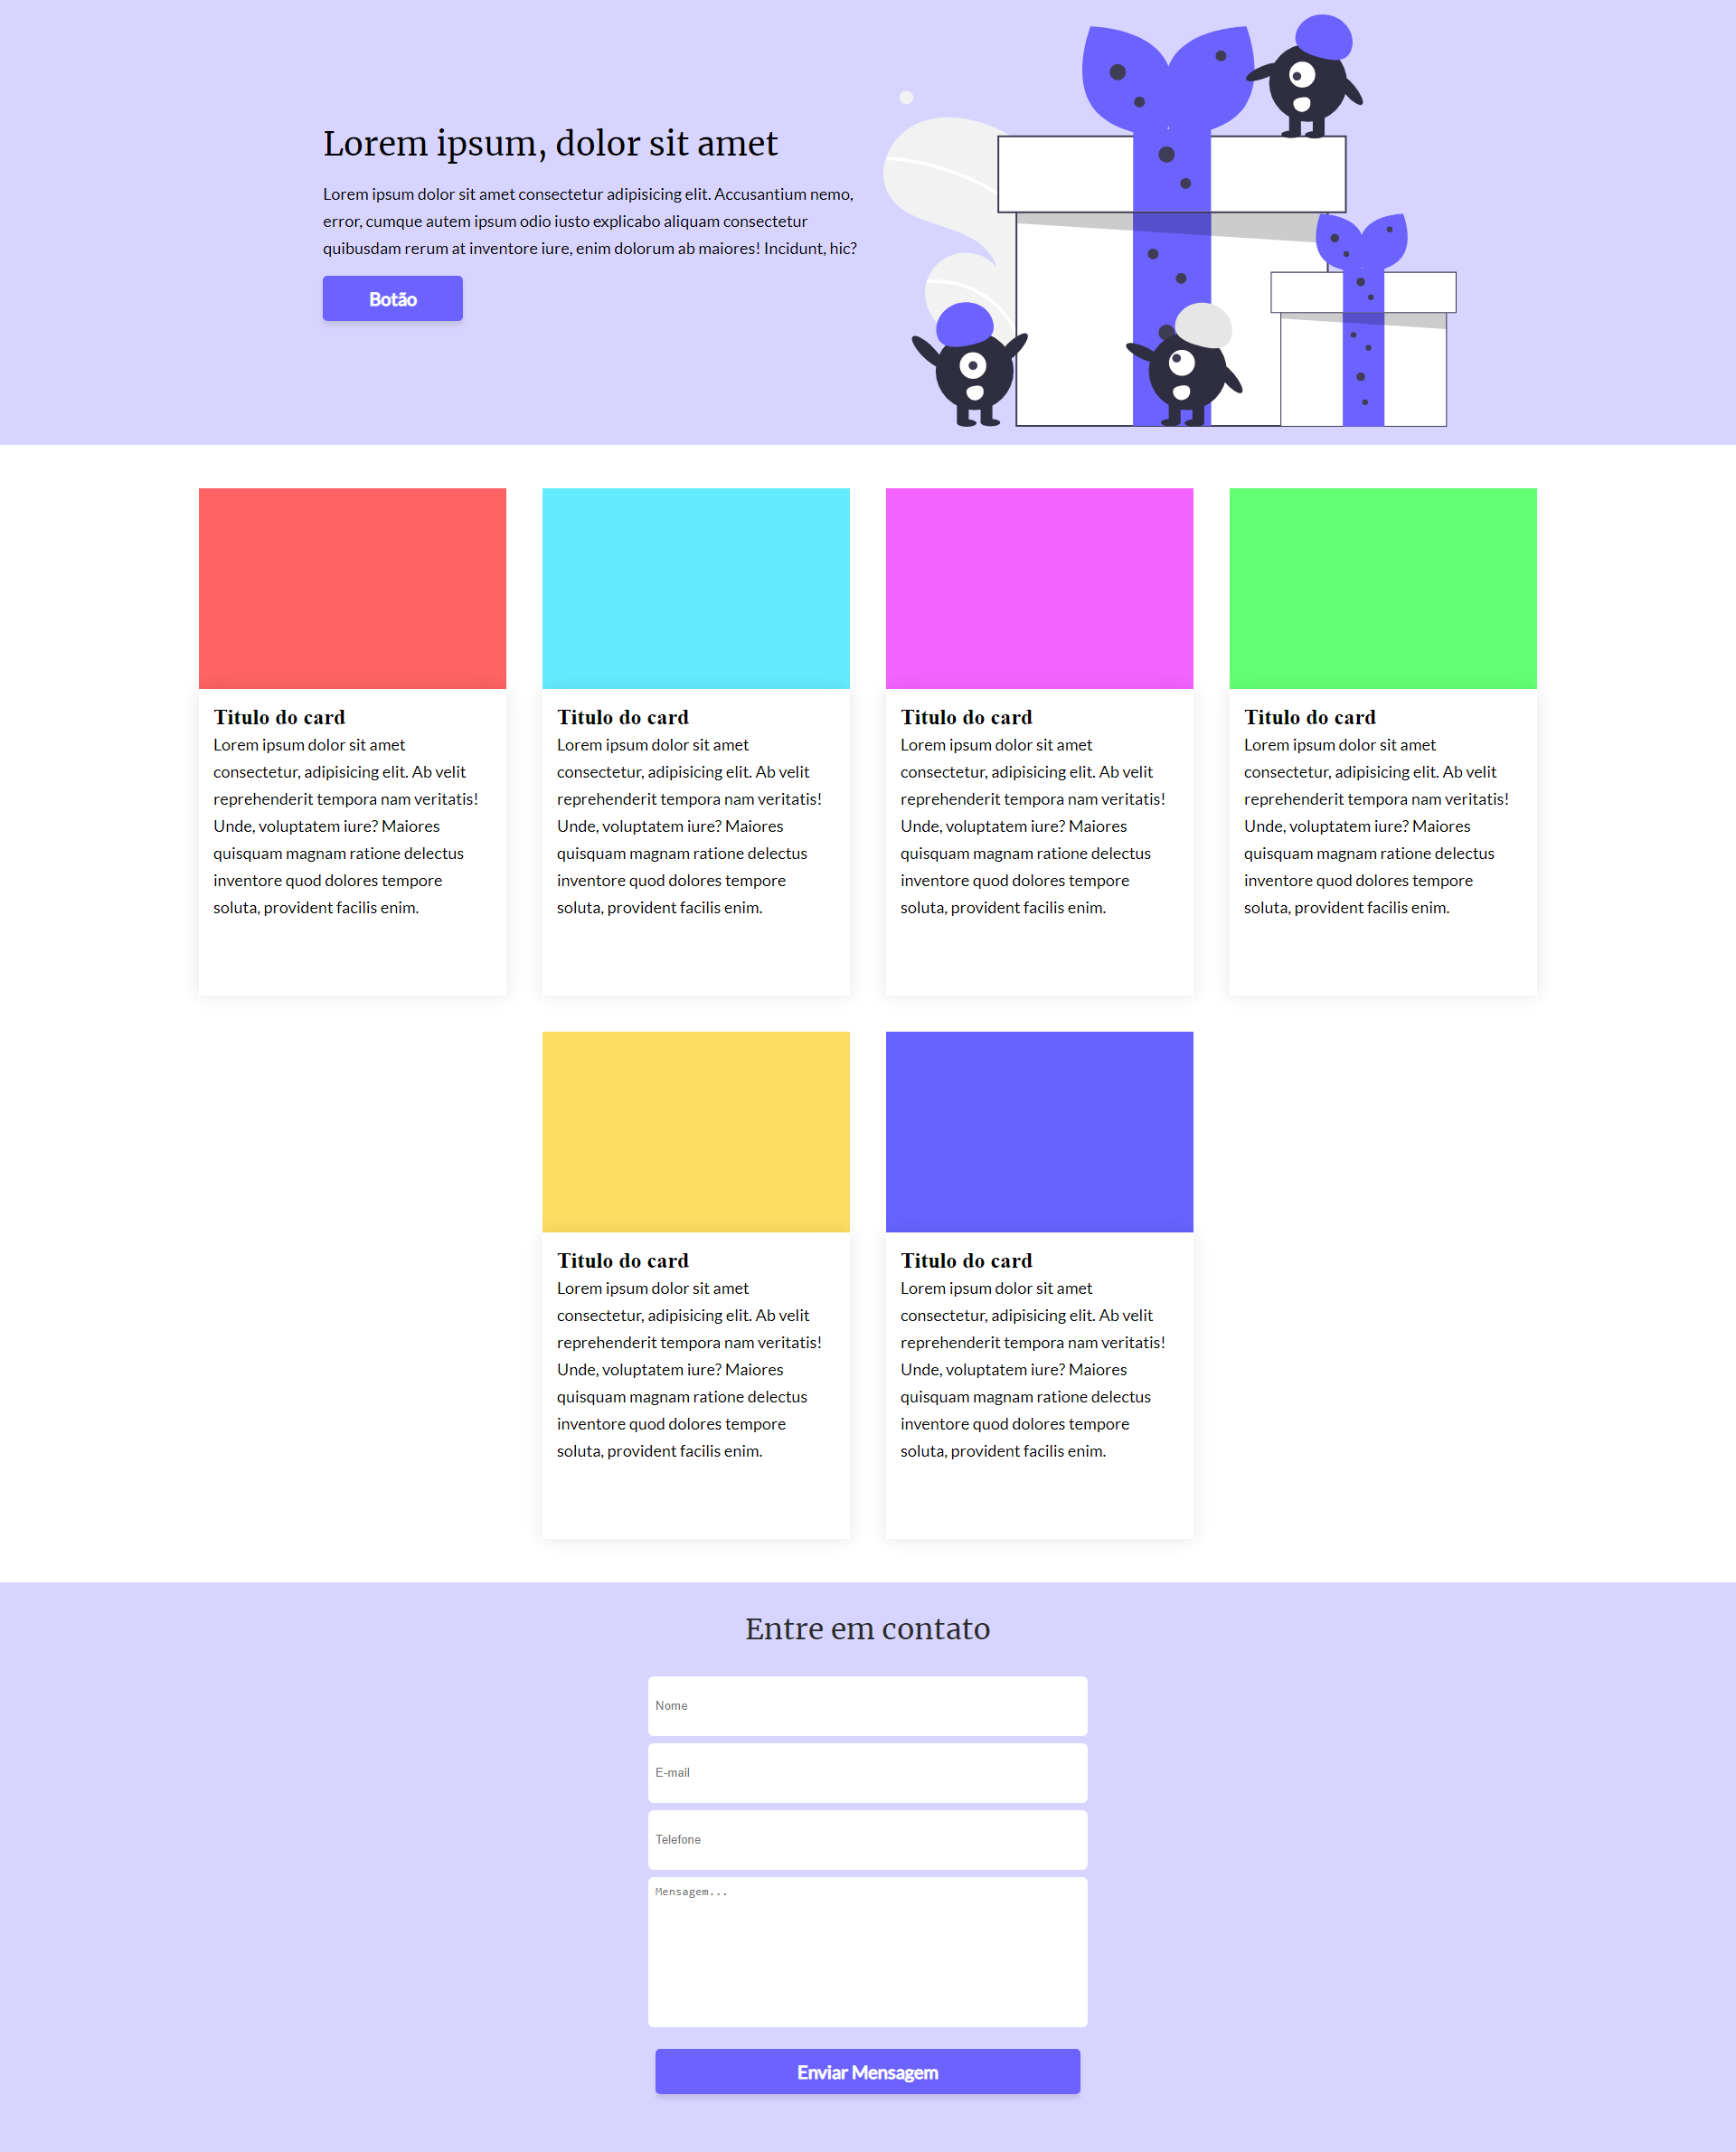 Lorem ipsum, dolor sit amet
Lorem ipsum dolor sit amet consectetur adipisicing elit. Accusantium nemo,
error, cumque autem ipsum odio iusto explicabo aliquam consectetur
quibusdam rerum at inventore iure, enim dolorum ab maiores! Incidunt, hic?
Botão
Titulo do card
Lorem ipsum dolor sit amet
consectetur, adipisicing elit. Ab velit
reprehenderit tempora nam veritatis!
Unde, voluptatem iure? Maiores
quisquam magnam ratione delectus
inventore quod dolores tempore
soluta, provident facilis enim.
Titulo do card
Lorem ipsum dolor sit amet
consectetur, adipisicing elit. Ab velit
reprehenderit tempora nam veritatis!
Unde, voluptatem iure? Maiores
quisquam magnam ratione delectus
inventore quod dolores tempore
soluta, provident facilis enim.
Titulo do card
Lorem ipsum dolor sit amet
consectetur, adipisicing elit. Ab velit
reprehenderit tempora nam veritatis!
Unde, voluptatem iure? Maiores
quisquam magnam ratione delectus
inventore quod dolores tempore
soluta, provident facilis enim.
Titulo do card
Lorem ipsum dolor sit amet
consectetur, adipisicing elit. Ab velit
reprehenderit tempora nam veritatis!
Unde, voluptatem iure? Maiores
quisquam magnam ratione delectus
inventore quod dolores tempore
soluta, provident facilis enim.
Titulo do card
Lorem ipsum dolor sit amet
consectetur, adipisicing elit. Ab velit
reprehenderit tempora nam veritatis!
Unde, voluptatem iure? Maiores
quisquam magnam ratione delectus
inventore quod dolores tempore
soluta, provident facilis enim.
Titulo do card
Lorem ipsum dolor sit amet
consectetur, adipisicing elit. Ab velit
reprehenderit tempora nam veritatis!
Unde, voluptatem iure? Maiores
quisquam magnam ratione delectus
inventore quod dolores tempore
soluta, provident facilis enim.
Entre em contato
Nome
E-mail
Telefone
Mensagem...
Enviar Mensagem